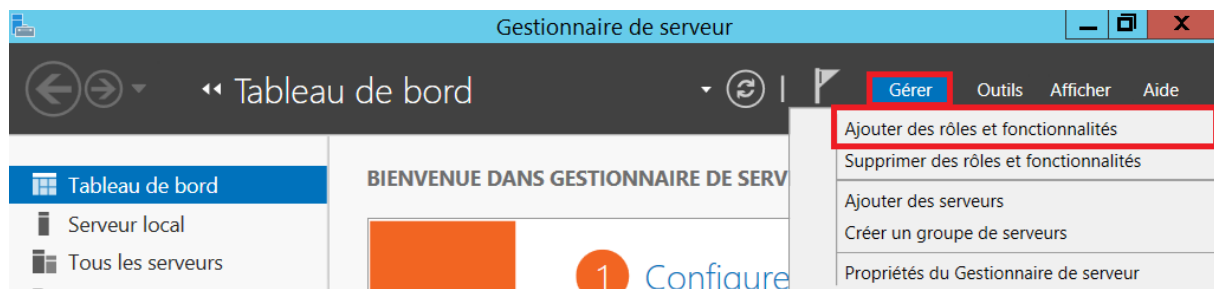 Gestionnaire de serveur
Tableau de bord
Gérer Outils Afficher Aide
Ajouter des rôles et fonctionnalités
Supprimer des rôles et fonctionnalités
Ajouter des serveurs
Créer un groupe de serveurs
Propriétés du Gestionnaire de serveur
Tableau de bord
Serveur local
Tous les serveurs
BIENVENUE DANS GESTIONNAIRE DE SERV
1 Configure